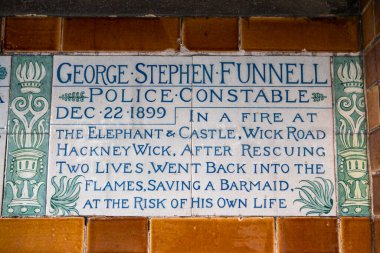 GEORGE·STEPHEN·FUNNELL
·POLICE·CONSTABLE·
DEC·22·1899 IN A FIRE AT
THE ELEPHANT & CASTLE, WICK ROAD
HACKNEY WICK, AFTER RESCUING
TWO LIVES, WENT BACK INTO THE
FLAMES, SAVING A BARMAID,
AT THE RISK OF HIS OWN LIFE